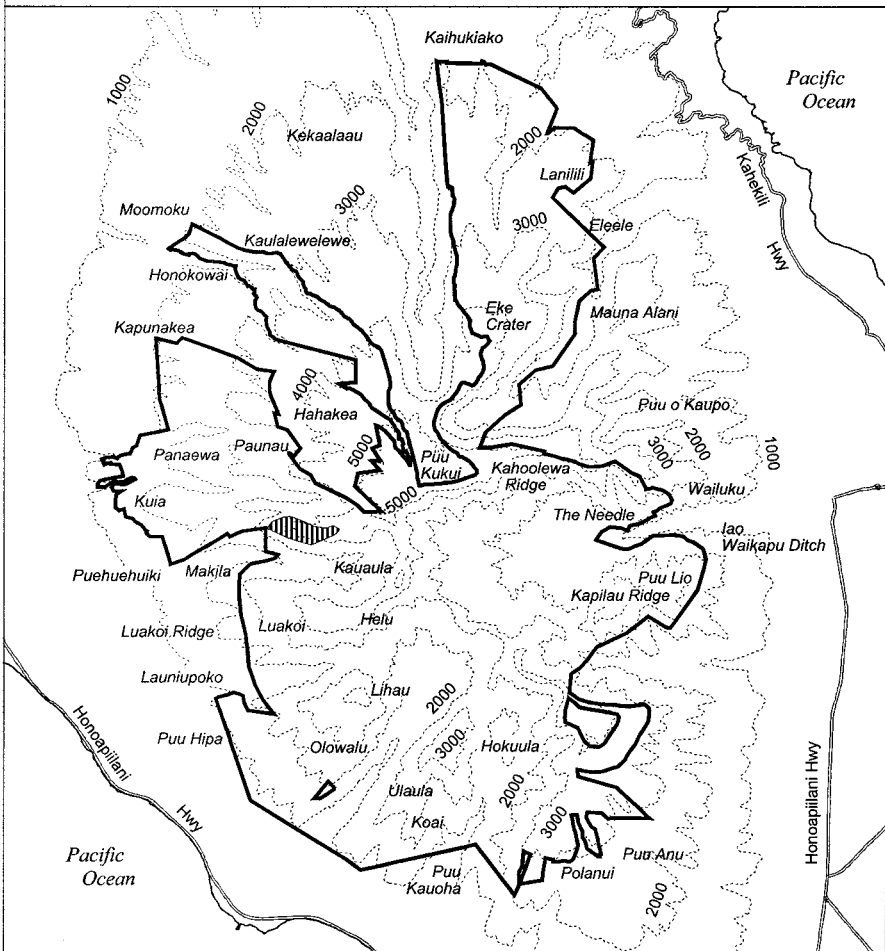 Kaihukiako
Pacific
Ocean
1000
2000
Kekaalaau
2000
Kahekili
Hwy
Lanilili
3000
Moomoku
3000
Eleele
Kaulalewelewe
Honokowai
Eke
Crater
Mauna Alani
Kapunakea
4000
Hahakea
Puu o Kaupo
Panaewa
Paunau
5000
Puu
Kukui
Kahoolewa
Ridge
3000
2000
1000
Wailuku
Kuia
5000
The Needle
Iao
Waikapu Ditch
Puehuehuiki
Makila
Kauaula
Puu Lio
Kapilau Ridge
Luakoi Ridge
Luakoi
Helu
Launiupoko
Lihau
2000
Honoapiilani
Hwy
Puu Hipa
Olowalu
3000
Hokuula
Ulaula
2000
Koai
3000
Honoapiilani Hwy
Pacific
Ocean
Puu
Kauoha
Polanui
Puu Anu
2000